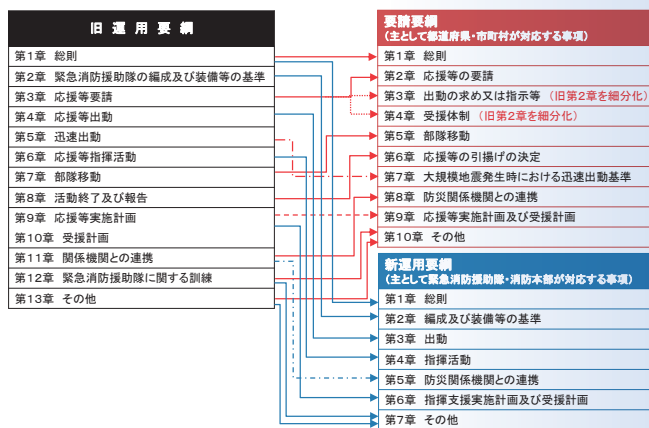 旧運用要綱
第1章 総則
第2章 緊急消防援助隊の編成及び装備等の基準
第3章 応援等要請
第4章 応援等出動
第5章 迅速出動
第6章 応援等指揮活動
第7章 部隊移動
第8章 活動終了及び報告
第9章 応援等実施計画
第10章 受援計画
第11章 関係機関との連携
第12章 緊急消防援助隊に関する訓練
第13章 その他
要請要綱
(主として都道府県・市町村が対応する事項)
第1章 総則
第2章 応援等の要請
第3章 出動の求め又は指示等 (旧第2章を細分化)
第4章 受援体制 (旧第2章を細分化)
第5章 部隊移動
第6章 応援等の引揚げの決定
第7章 大規模地震発生時における迅速出動基準
第8章 防災関係機関との連携
第9章 応援等実施計画及び受援計画
第10章 その他
新運用要綱
(主として緊急消防援助隊・消防本部が対応する事項)
第1章 総則
第2章 編成及び装備等の基準
第3章 出動
第4章 指揮活動
第5章 防災関係機関との連携
第6章 指揮支援実施計画及び受援計画
第7章 その他